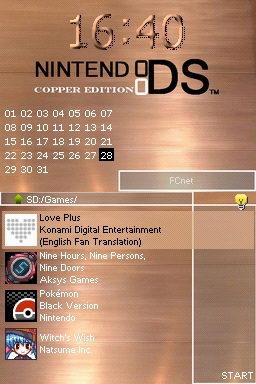 16:40
NINTENDO DS™
COPPER EDITION
01 02 03 04 05 06 07
08 09 10 11 12 13 14
15 16 17 18 19 20 21
22 23 24 25 26 27 28
29 30 31
FCnet
SD:/Games/
Love Plus
Konami Digital Entertainment
(English Fan Translation)
Nine Hours, Nine Persons,
Nine Doors
Aksys Games
Pokémon
Black Version
Nintendo
Witch's Wish
Natsume Inc.
START